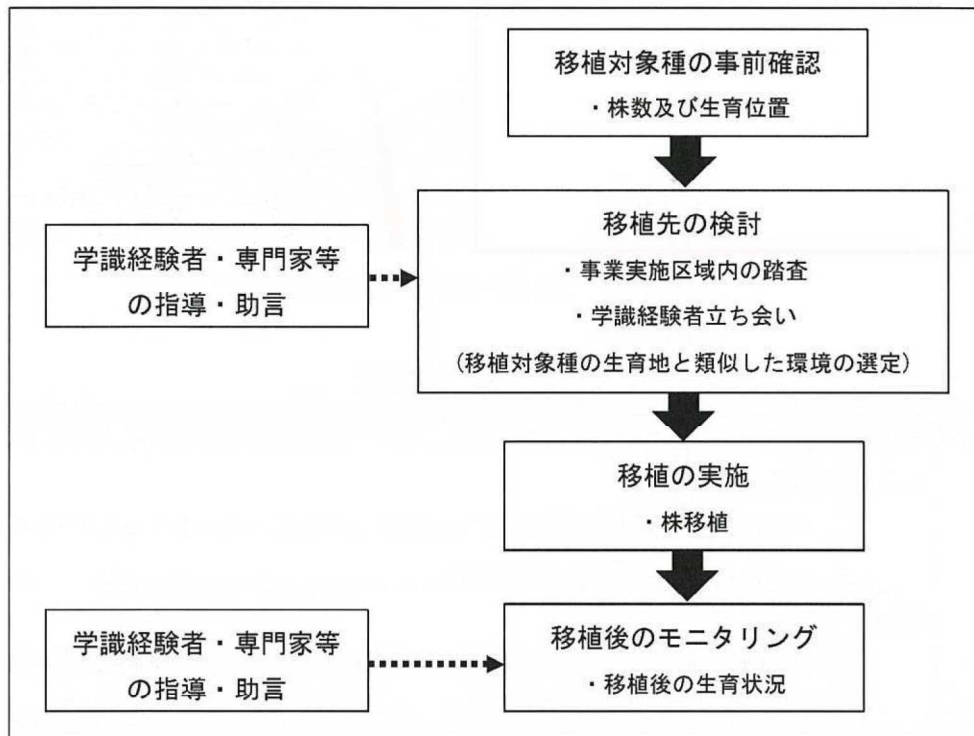 移植対象種の事前確認
・株数及び生育位置
移植先の検討
・事業実施区域内の踏査
・学識経験者立ち会い
(移植対象種の生育地と類似した環境の選定)
学識経験者・専門家等
の指導・助言
移植の実施
・株移植
移植後のモニタリング
・移植後の生育状況
学識経験者・専門家等
の指導・助言